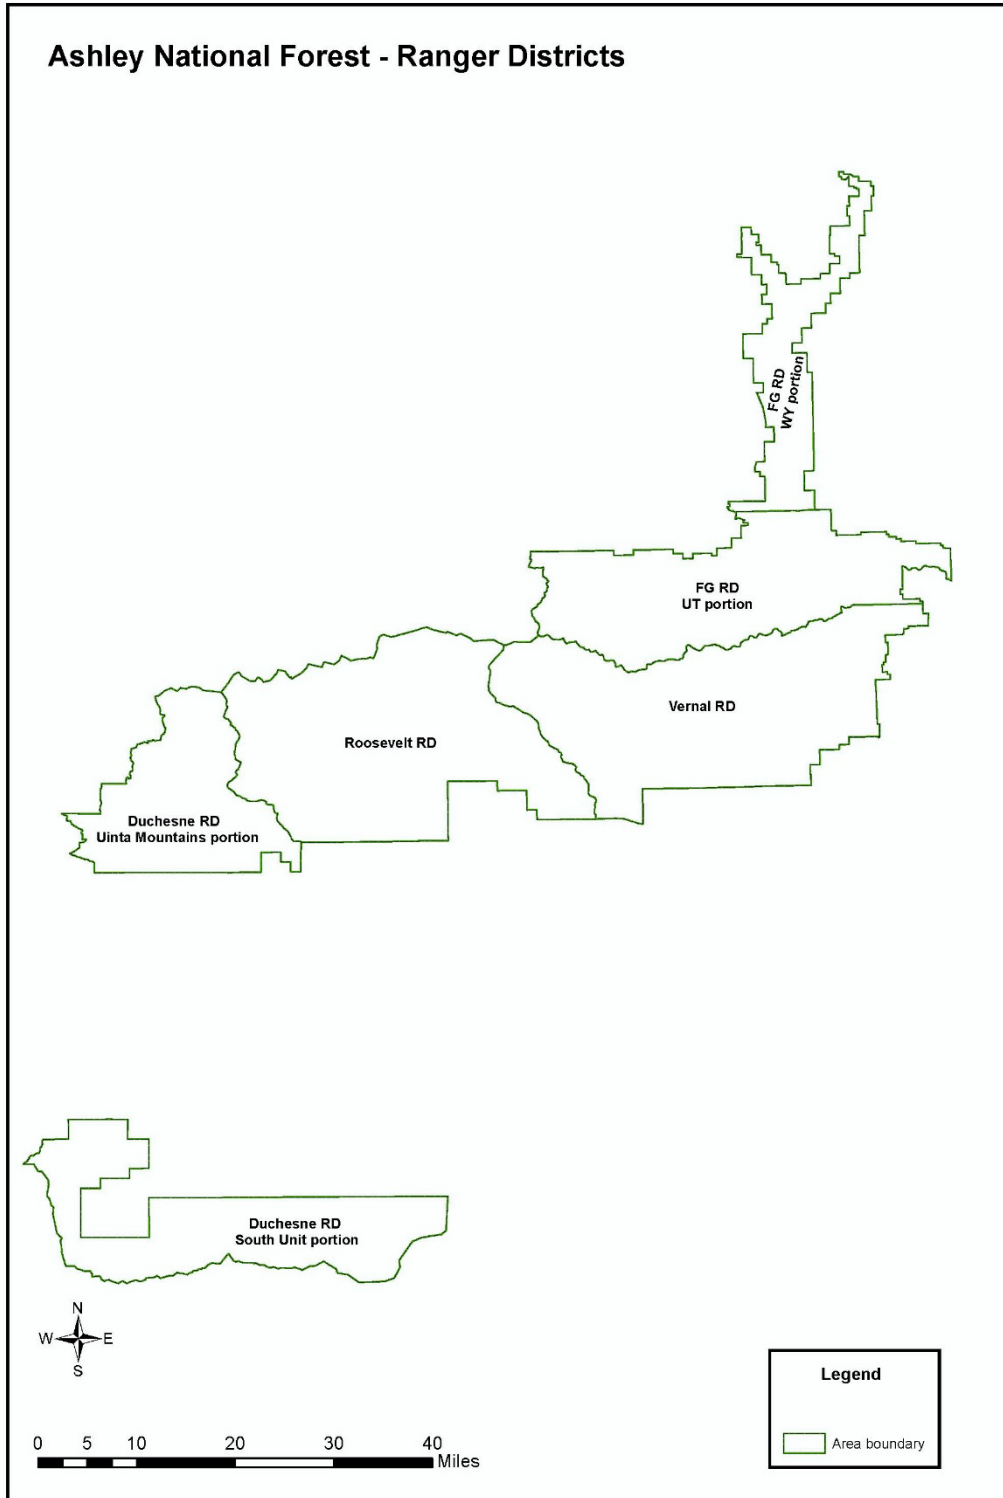 Ashley National Forest - Ranger Districts
FG RD
WY portion
FG RD
UT portion
Vernal RD
Roosevelt RD
Duchesne RD
Uinta Mountains portion
Duchesne RD
South Unit portion
N
W E
S
0 5 10 20 30 40
Miles
Legend
Area boundary